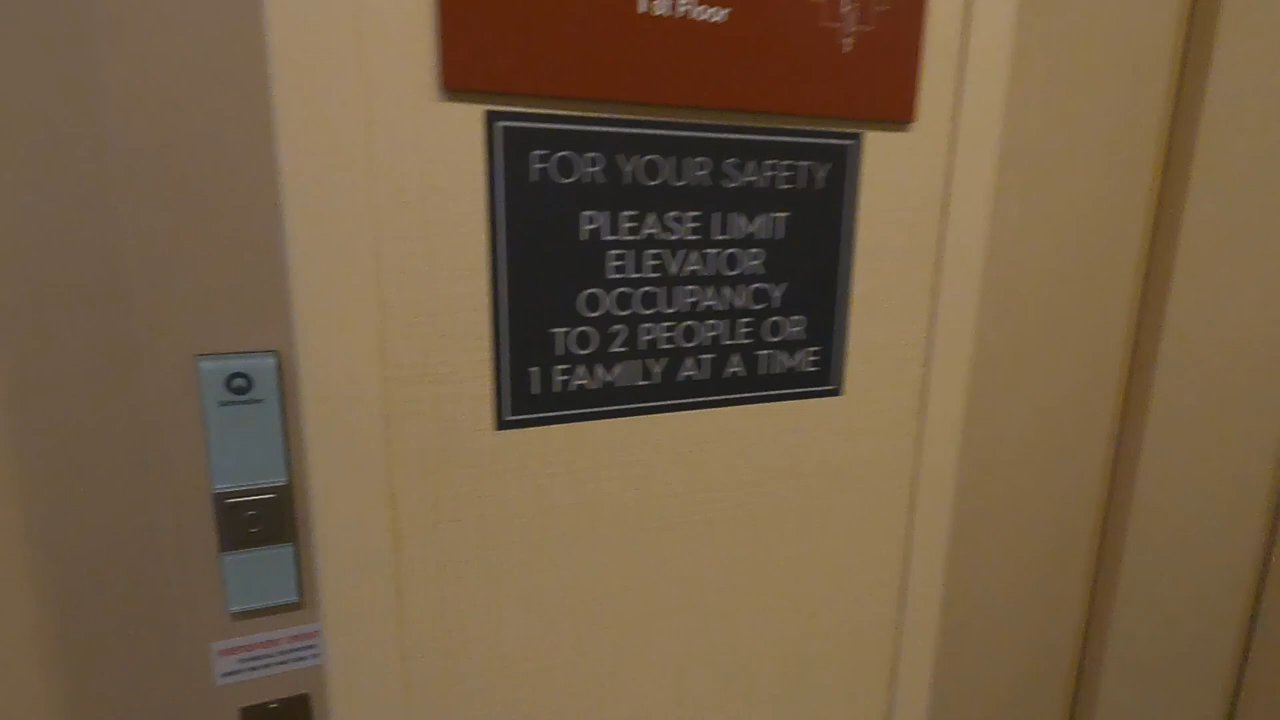 1st Floor
FOR YOUR SAFETY
PLEASE LIMIT
ELEVATOR
OCCUPANCY
TO 2 PEOPLE OR
1 FAMILY AT A TIME